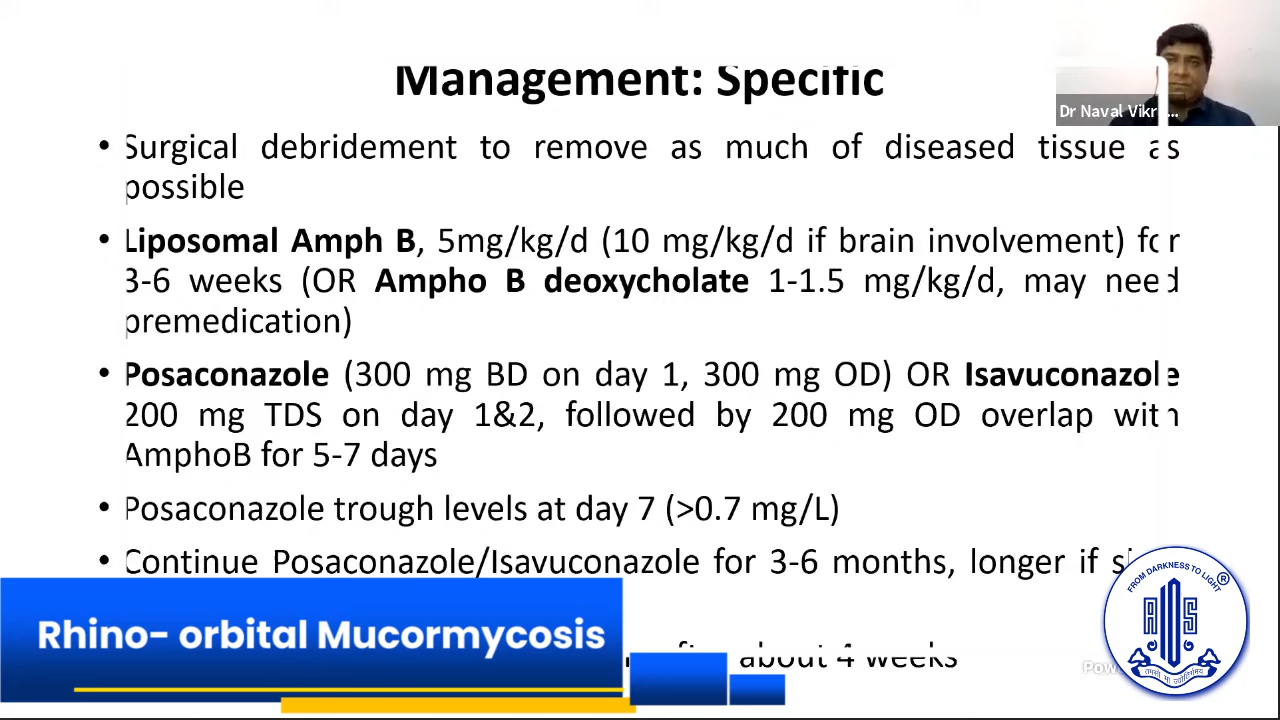 Management: Specific
Dr Naval Vikr...
• Surgical debridement to remove as much of diseased tissue as
possible
• Liposomal Amph B, 5mg/kg/d (10 mg/kg/d if brain involvement) for
3-6 weeks (OR Ampho B deoxycholate 1-1.5 mg/kg/d, may need
premedication)
• Posaconazole (300 mg BD on day 1, 300 mg OD) OR Isavuconazole
200 mg TDS on day 1&2, followed by 200 mg OD overlap with
AmphoB for 5-7 days
• Posaconazole trough levels at day 7 (>0.7 mg/L)
• Continue Posaconazole/Isavuconazole for 3-6 months, longer if
about 4 weeks
Rhino- orbital Mucormycosis
FROM DARKNESS TO LIGHT
®
तमसो मा ज्योतिर्गमय